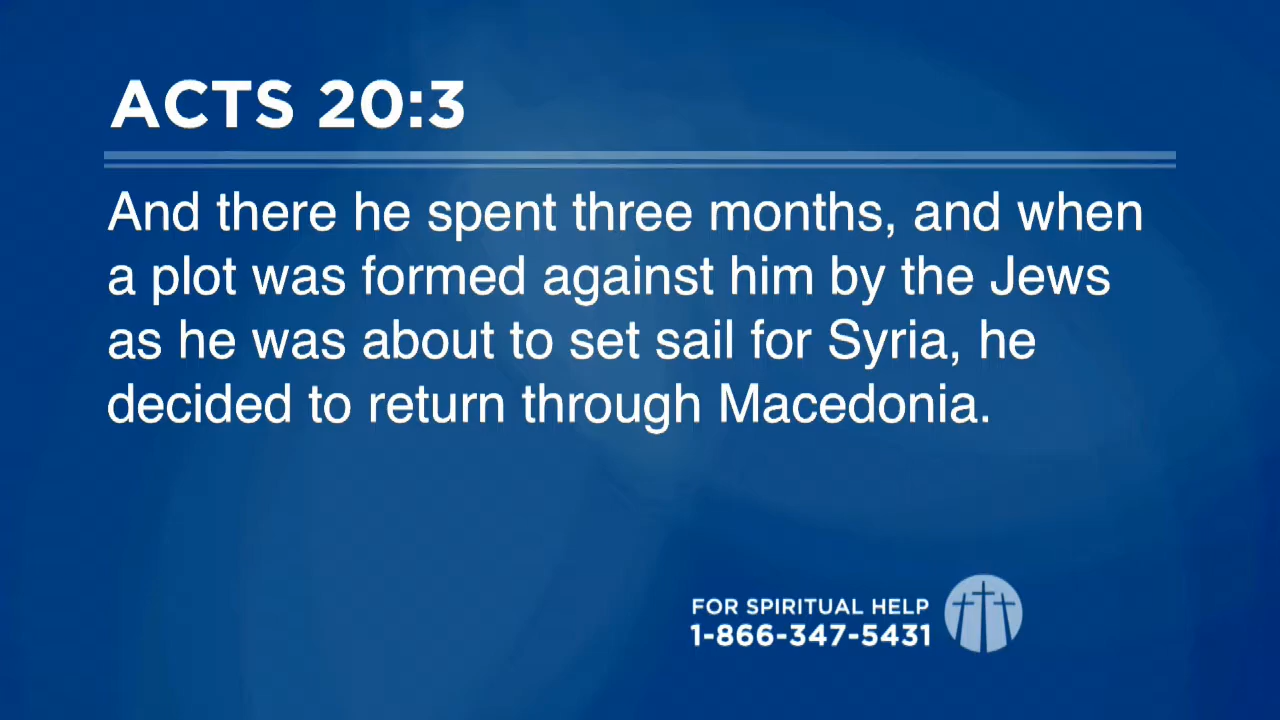 ACTS 20:3
And there he spent three months, and when
a plot was formed against him by the Jews
as he was about to set sail for Syria, he
decided to return through Macedonia.
FOR SPIRITUAL HELP
1-866-347-5431